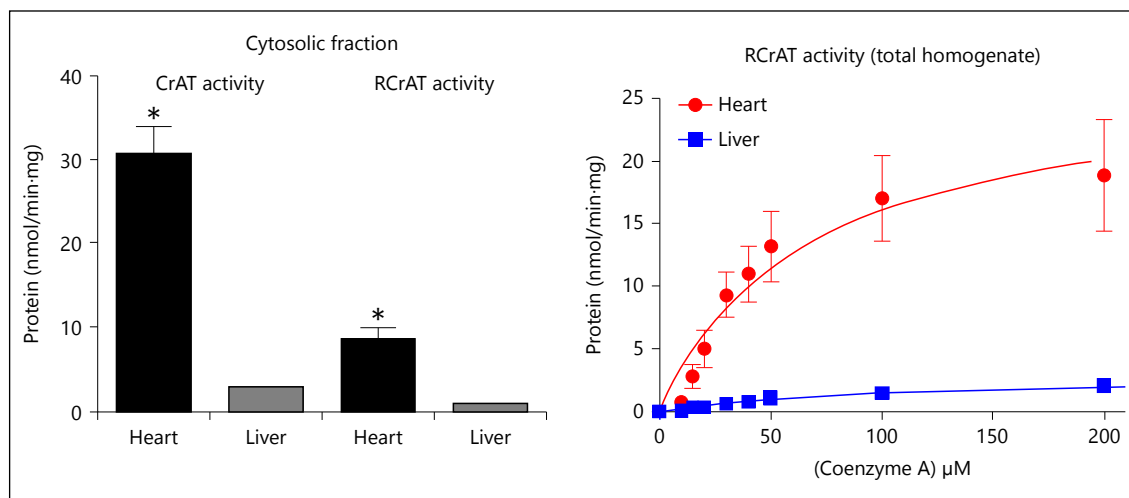 Cytosolic fraction
CrAT activity RCrAT activity
Protein (nmol/min·mg)
40
30
20
10
0
* *
Heart Liver Heart Liver
RCrAT activity (total homogenate)
Heart
Liver
Protein (nmol/min·mg)
25
20
15
10
5
0
0 50 100 150 200
(Coenzyme A) µM